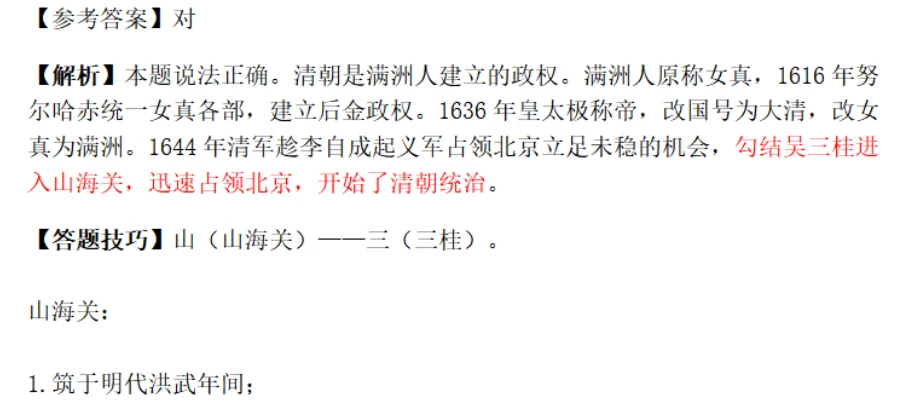 【参考答案】对
【解析】本题说法正确。清朝是满洲人建立的政权。满洲人原称女真，1616 年努
尔哈赤统一女真各部，建立后金政权。1636 年皇太极称帝，改国号为大清，改女
真为满洲。1644 年清军趁李自成起义军占领北京立足未稳的机会，勾结吴三桂进
入山海关，迅速占领北京，开始了清朝统治。
【答题技巧】山（山海关）——三（三桂）。
山海关：
1.筑于明代洪武年间；